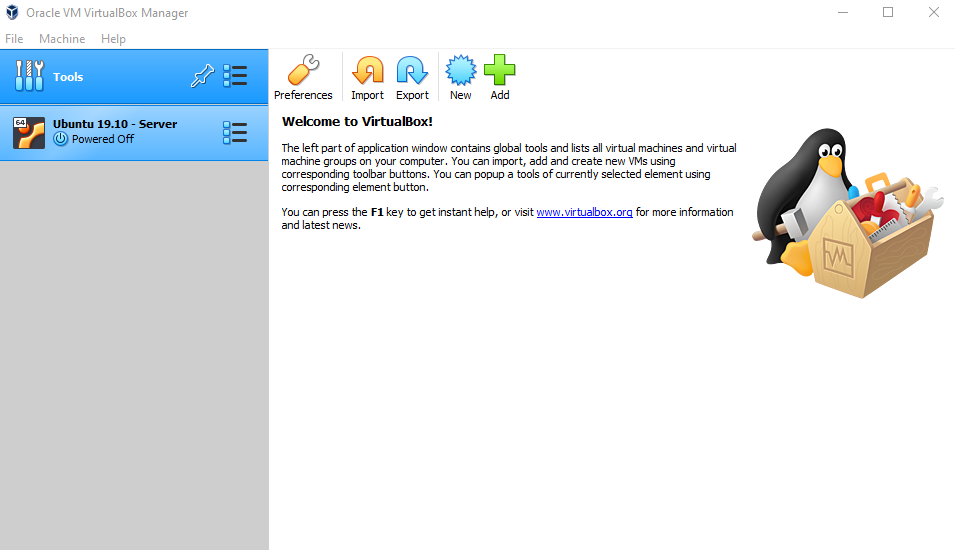 Oracle VM VirtualBox Manager
File Machine Help
Tools
64
Ubuntu 19.10 - Server
Powered Off
Preferences Import Export New Add
Welcome to VirtualBox!
The left part of application window contains global tools and lists all virtual machines and virtual
machine groups on your computer. You can import, add and create new VMs using
corresponding toolbar buttons. You can popup a tools of currently selected element using
corresponding element button.
You can press the F1 key to get instant help, or visit www.virtualbox.org for more information
and latest news.